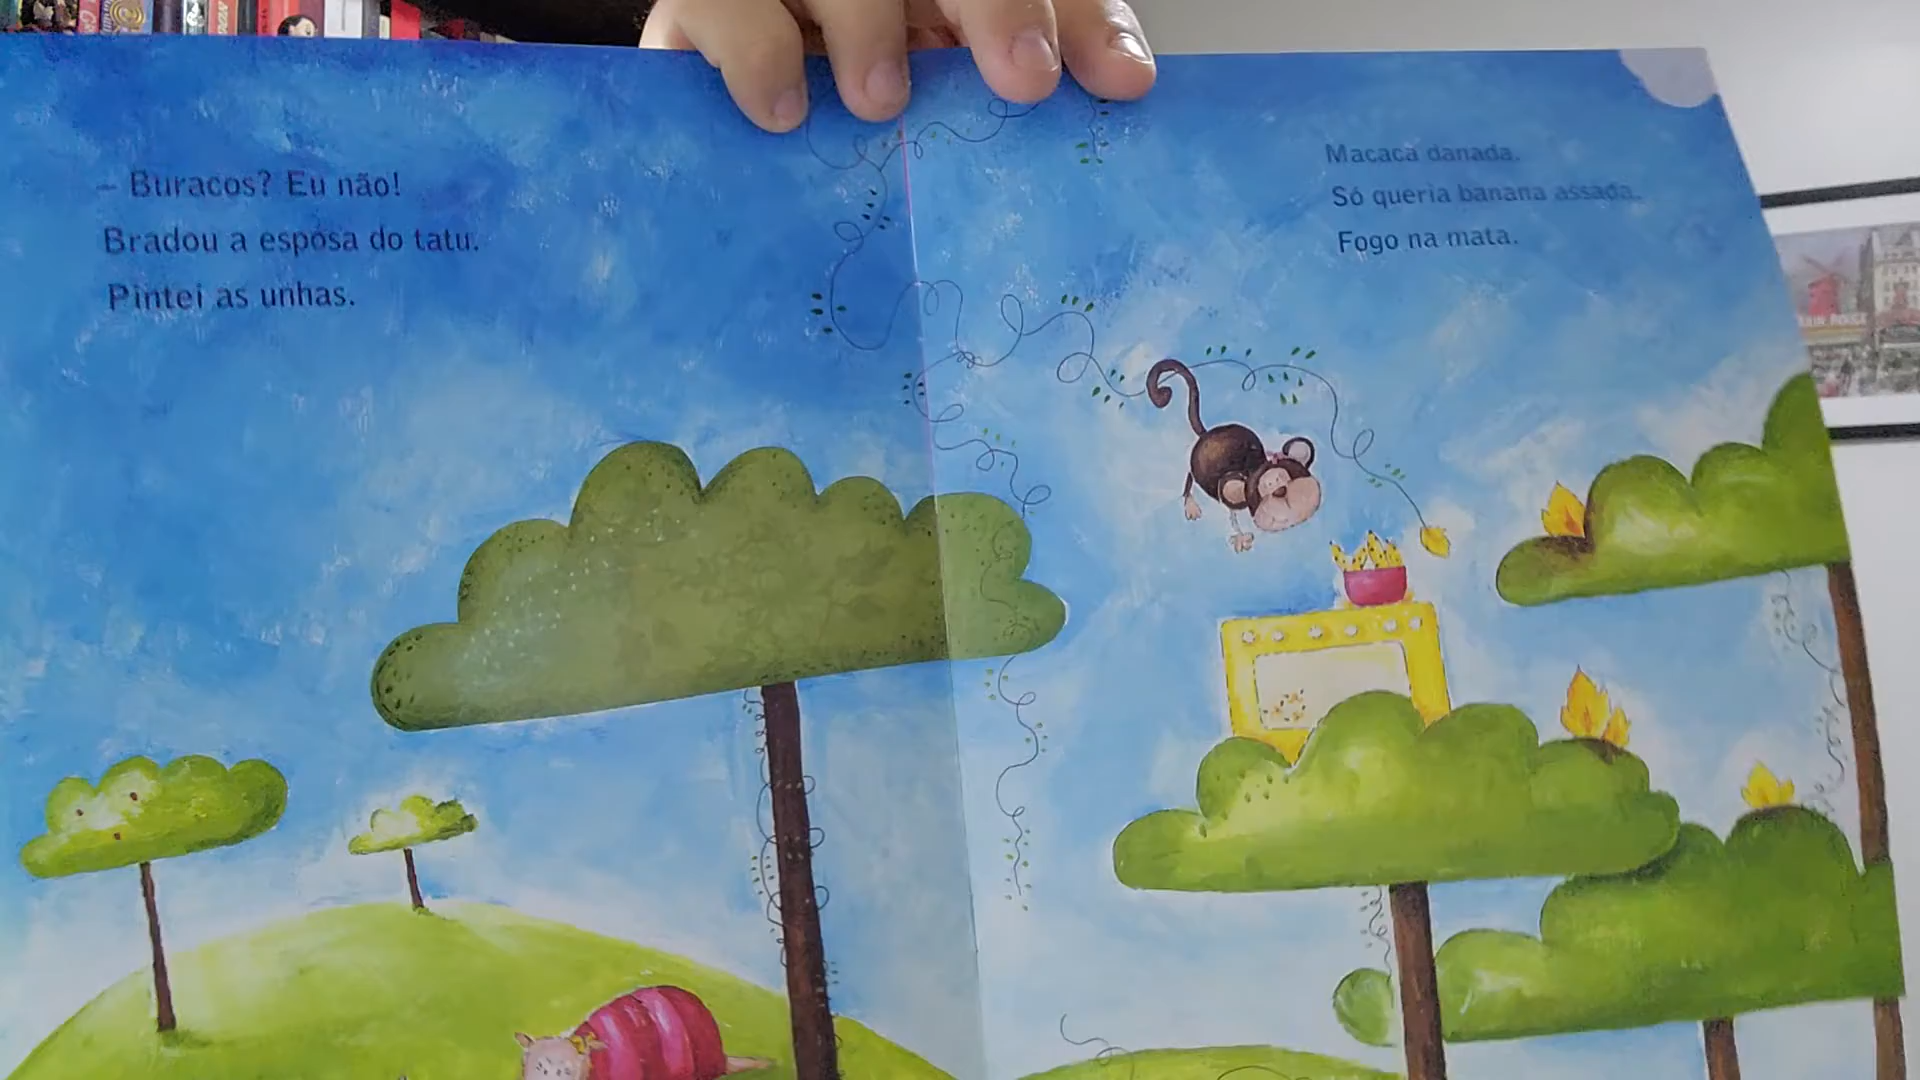 – Buracos? Eu não!
Bradou a esposa do tatu.
Pintei as unhas.
Macaca danada.
Só queria banana assada.
Fogo na mata.